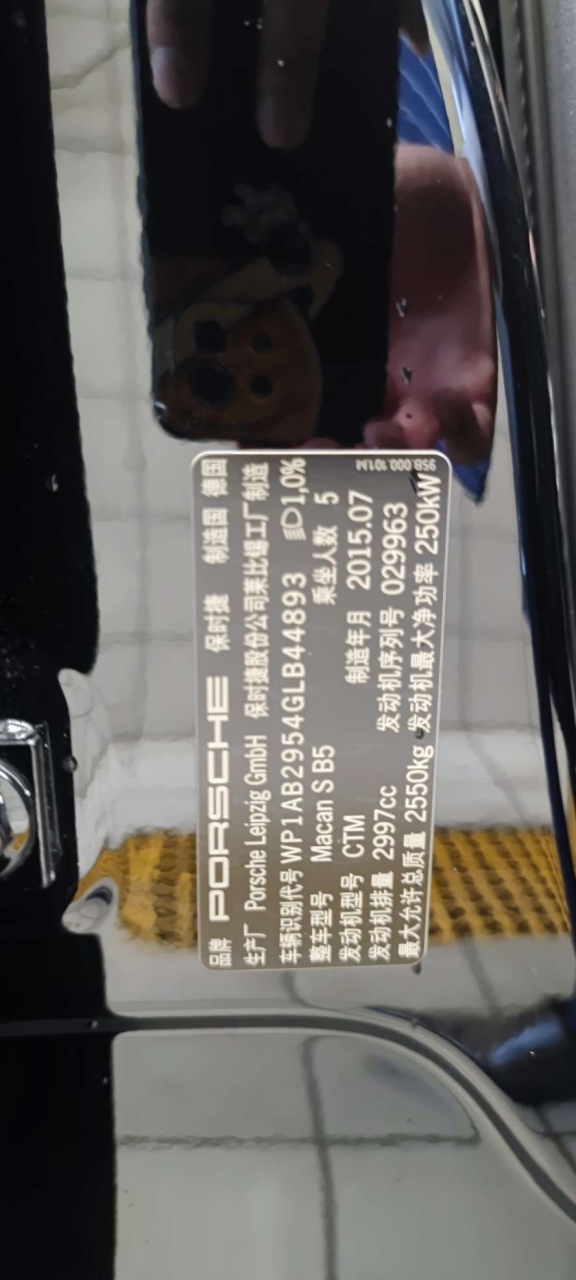 品牌 PORSCHE 保时捷 制造国 德国
生产厂 Porsche Leipzig GmbH 保时捷股份公司莱比锡工厂制造
车辆识别代号 WP1AB2954GLB44893 1,0%
整车型号 Macan S B5 乘坐人数 5
发动机型号 CTM 制造年月 2015.07
发动机排量 2997cc 发动机序列号 029963
最大允许总质量 2550kg 发动机最大净功率 250kW
95B.000.101.M